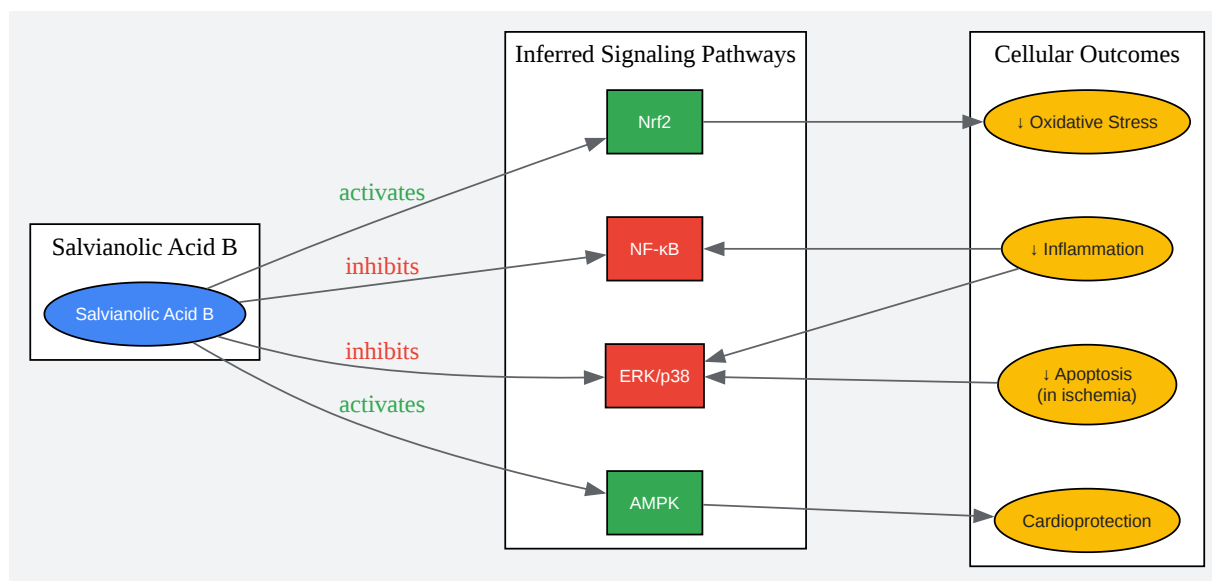 Salvianolic Acid B
Salvianolic Acid B
activates
inhibits
inhibits
activates
Inferred Signaling Pathways
Nrf2
NF-κB
ERK/p38
AMPK
Cellular Outcomes
↓ Oxidative Stress
↓ Inflammation
↓ Apoptosis
(in ischemia)
Cardioprotection